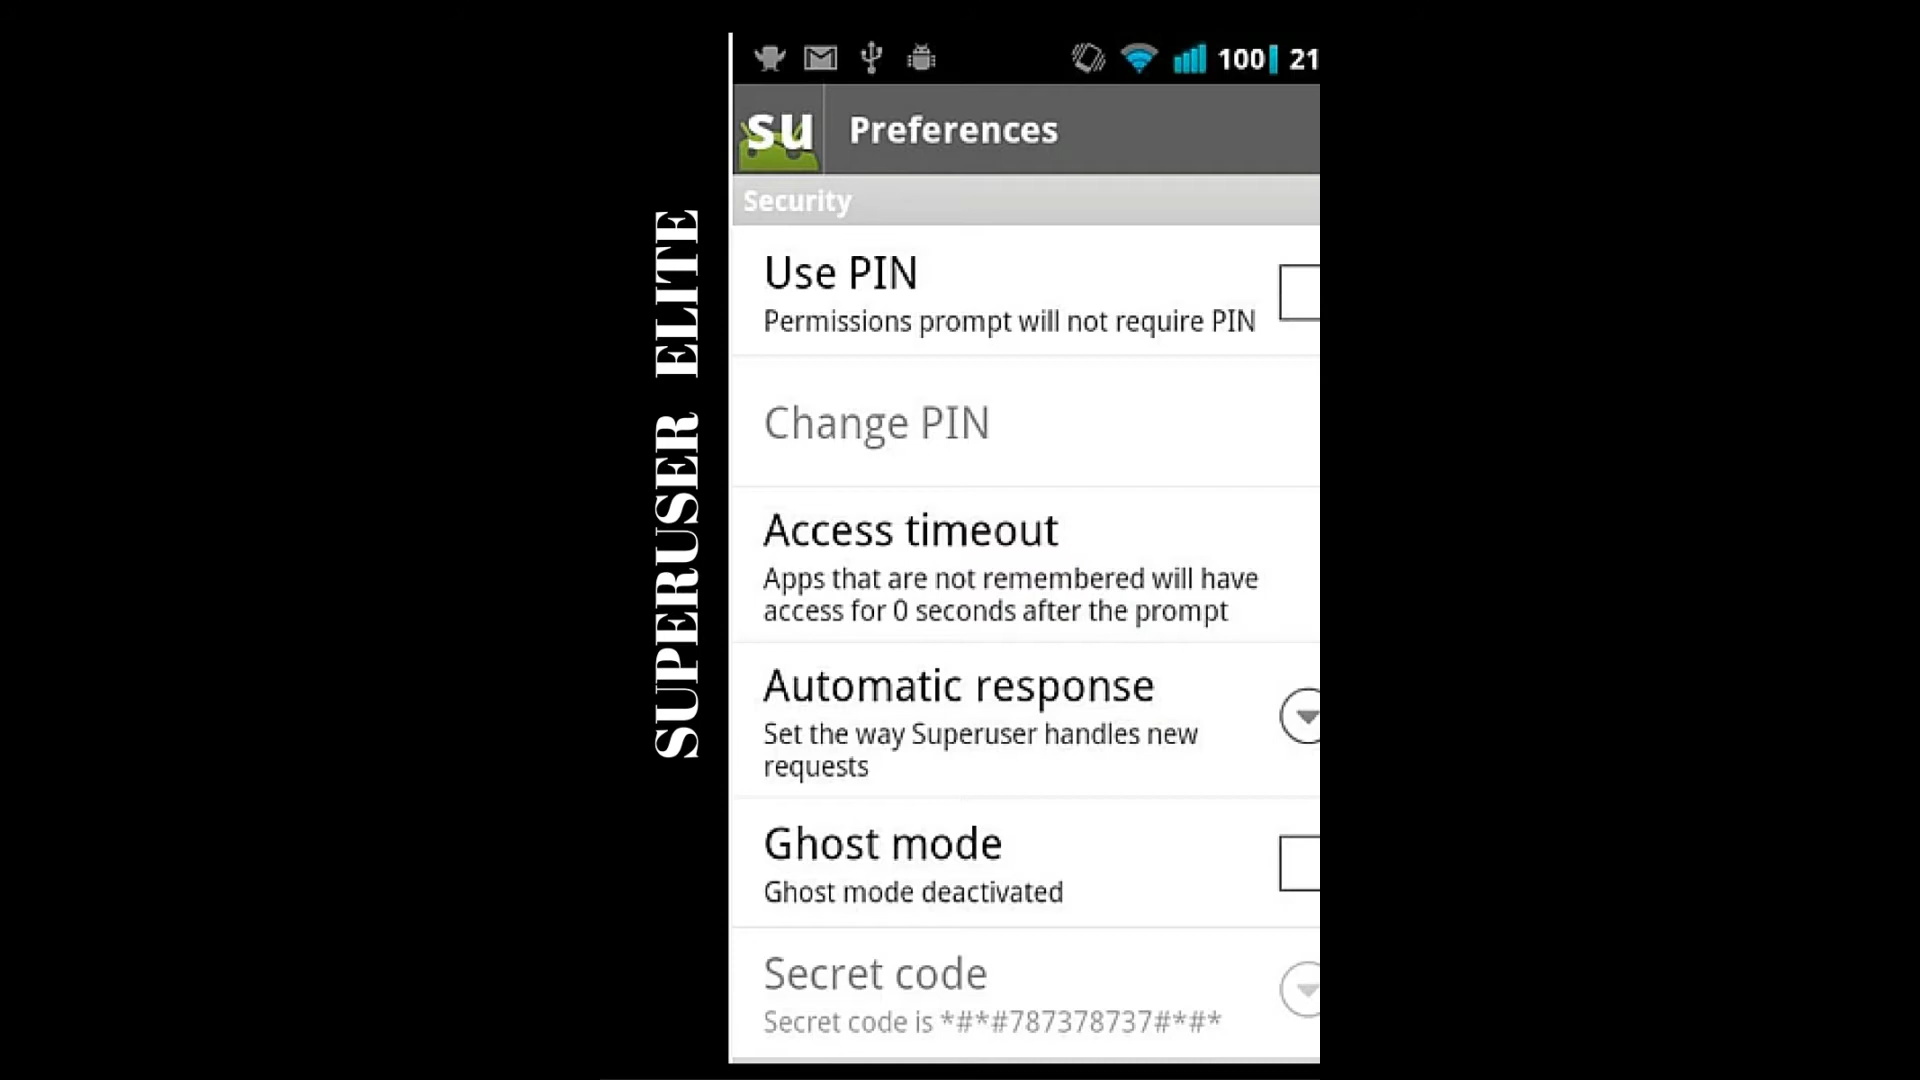 SUPERUSER ELITE
100 21
su Preferences
Security
Use PIN
Permissions prompt will not require PIN
Change PIN
Access timeout
Apps that are not remembered will have
access for 0 seconds after the prompt
Automatic response
Set the way Superuser handles new
requests
Ghost mode
Ghost mode deactivated
Secret code
Secret code is *#*#787378737#*#*